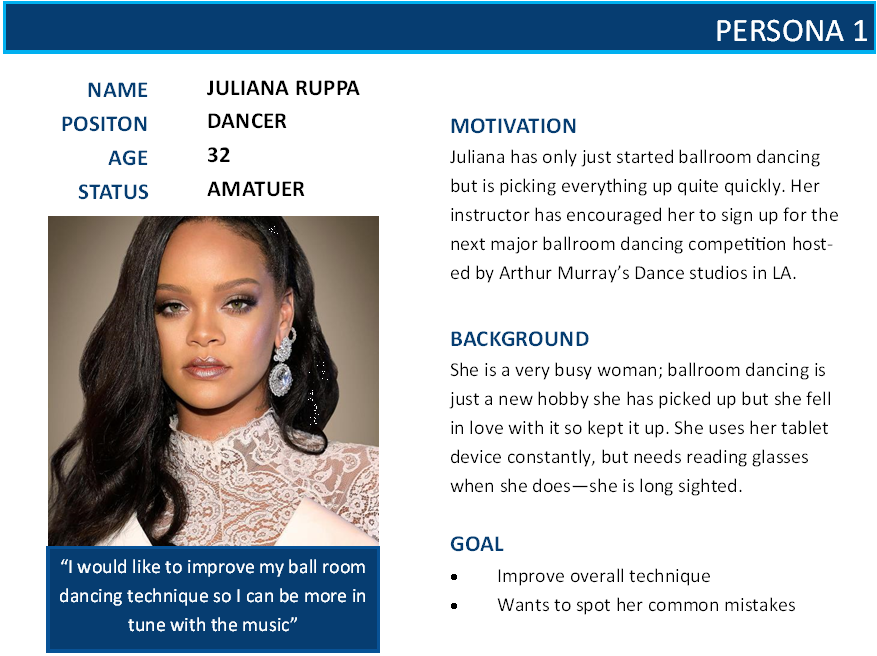 PERSONA 1
NAME JULIANA RUPPA
POSITON DANCER
AGE 32
STATUS AMATUER
“I would like to improve my ball room
dancing technique so I can be more in
tune with the music”
MOTIVATION
Juliana has only just started ballroom dancing
but is picking everything up quite quickly. Her
instructor has encouraged her to sign up for the
next major ballroom dancing competition host-
ed by Arthur Murray’s Dance studios in LA.
BACKGROUND
She is a very busy woman; ballroom dancing is
just a new hobby she has picked up but she fell
in love with it so kept it up. She uses her tablet
device constantly, but needs reading glasses
when she does—she is long sighted.
GOAL
• Improve overall technique
• Wants to spot her common mistakes